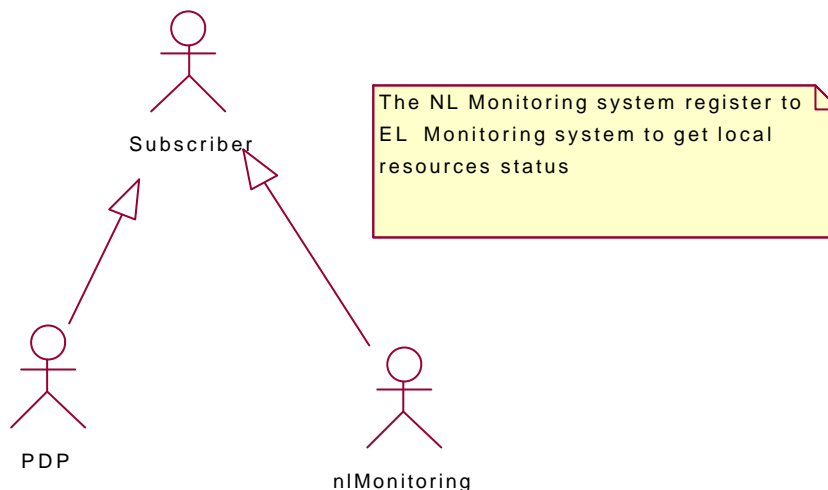 Subscriber
The NL Monitoring system register to
EL Monitoring system to get local
resources status
PDP
nlMonitoring